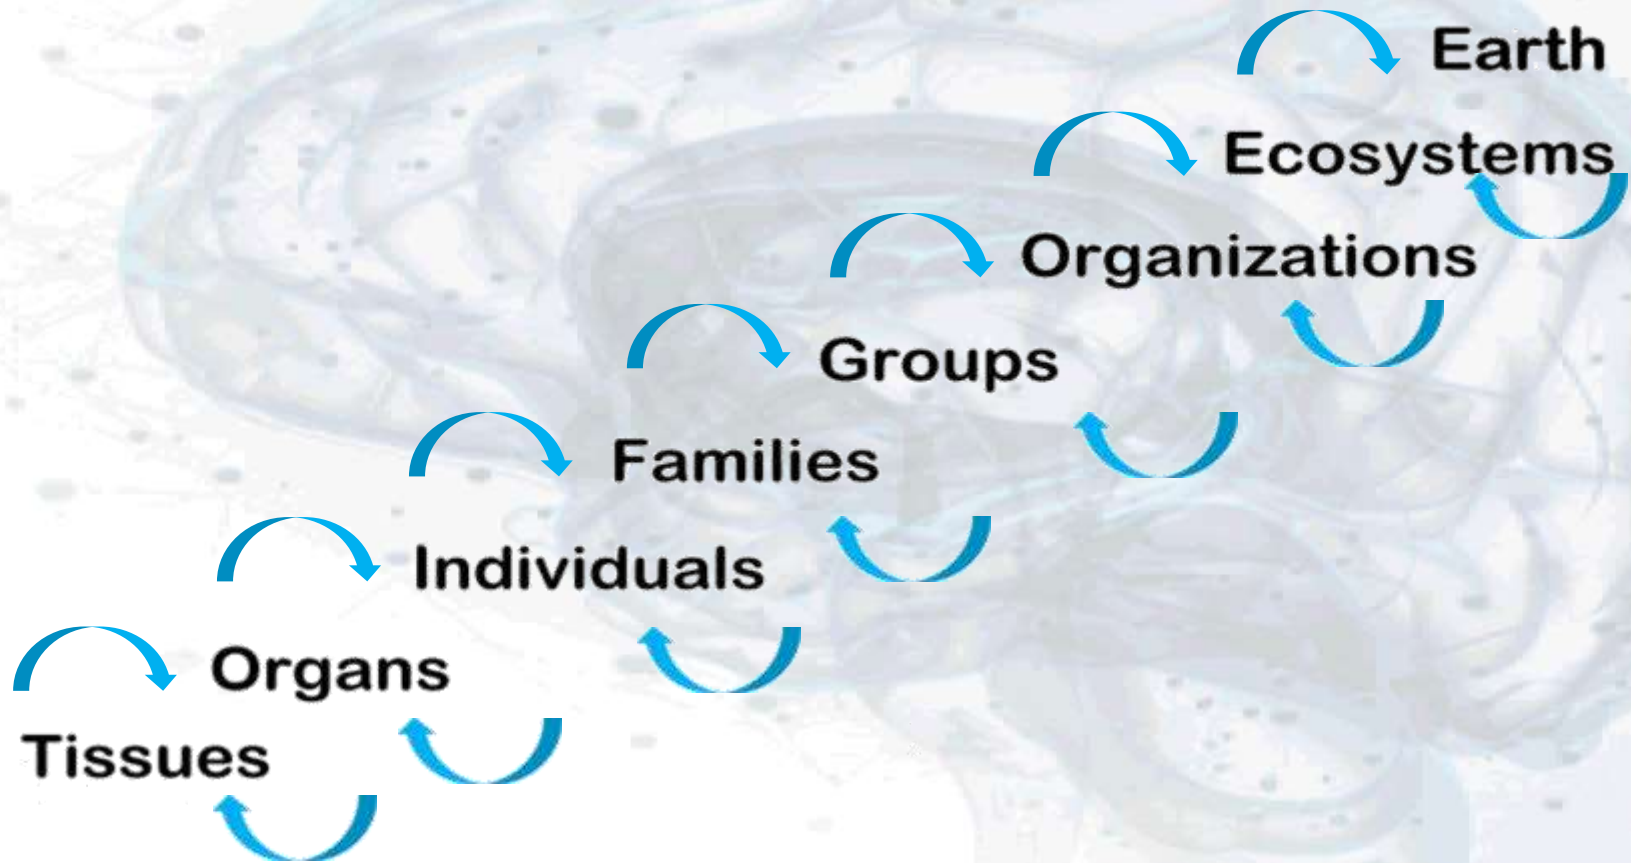 Earth
Ecosystems
Organizations
Groups
Families
Individuals
Organs
Tissues